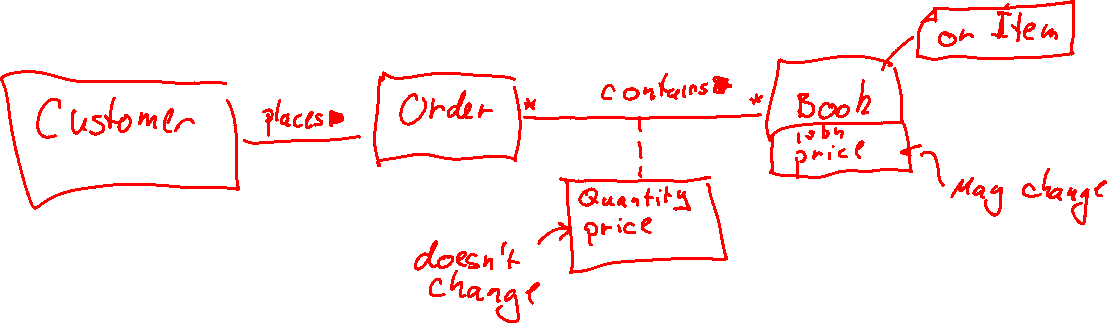 or Item
Customer
places
Order
*
contains
*
Book
isbn
price
May change
Quantity
price
doesn't
change